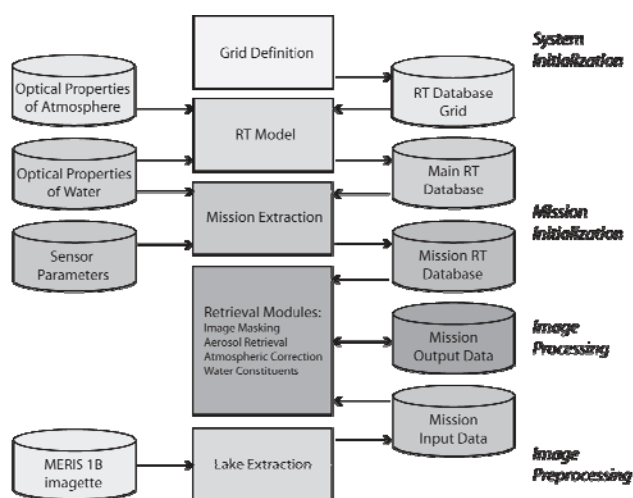 Grid Definition
System
Initialization
Optical Properties
of Atmosphere
RT Database
Grid
RT Model
Optical Properties
of Water
Main RT
Database
Mission Extraction
Mission
Initialization
Sensor
Parameters
Mission RT
Database
Retrieval Modules:
Image Masking
Aerosol Retrieval
Atmospheric Correction
Water Constituents
Mission
Output Data
Image
Processing
Mission
Input Data
MERIS 1B
imagette
Lake Extraction
Image
Preprocessing